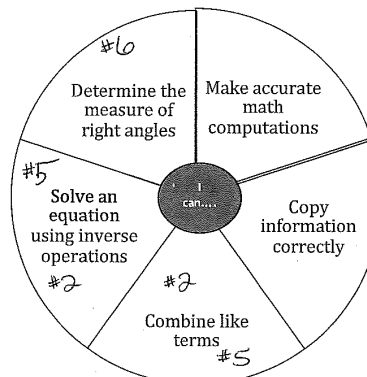 #6
Determine the
measure of
right angles
Make accurate
math
computations
#5
Solve an
equation
using inverse
operations
#2
I
can....
Copy
information
correctly
#2
Combine like
terms
#5